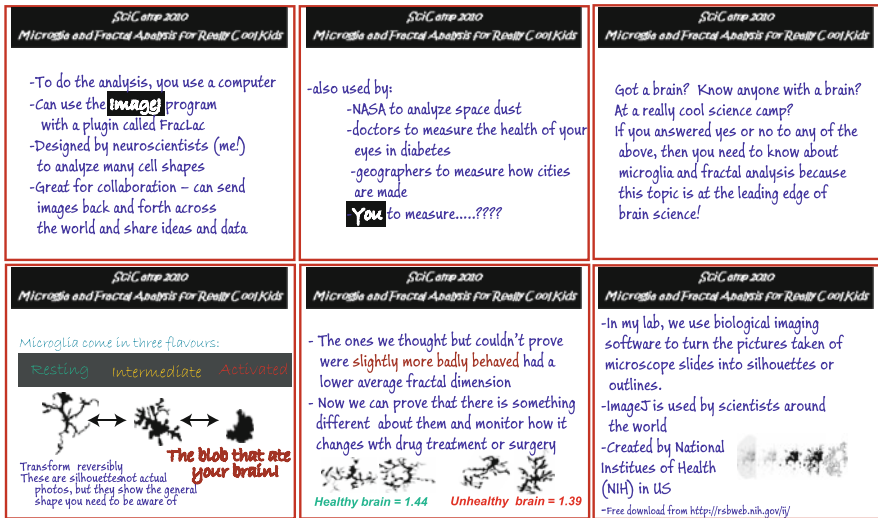 SciCamp 2010
Microglia and Fractal Analysis for Really Cool Kids
-To do the analysis, you use a computer
-Can use the ImageJ program
with a plugin called FracLac
-Designed by neuroscientists (me!)
to analyze many cell shapes
-Great for collaboration – can send
images back and forth across
the world and share ideas and data
SciCamp 2010
Microglia and Fractal Analysis for Really Cool Kids
-also used by:
-NASA to analyze space dust
-doctors to measure the health of your
eyes in diabetes
-geographers to measure how cities
are made
-You to measure.....????
SciCamp 2010
Microglia and Fractal Analysis for Really Cool Kids
Got a brain? Know anyone with a brain?
At a really cool science camp?
If you answered yes or no to any of the
above, then you need to know about
microglia and fractal analysis because
this topic is at the leading edge of
brain science!
SciCamp 2010
Microglia and Fractal Analysis for Really Cool Kids
Microglia come in three flavours:
Resting Intermediate Activated
The blob that ate
your brain!
Transform reversibly
These are silhouettesnot actual
photos, but they show the general
shape you need to be aware of
SciCamp 2010
Microglia and Fractal Analysis for Really Cool Kids
- The ones we thought but couldn't prove
were slightly more badly behaved had a
lower average fractal dimension
- Now we can prove that there is something
different about them and monitor how it
changes wth drug treatment or surgery
Healthy brain = 1.44 Unhealthy brain = 1.39
SciCamp 2010
Microglia and Fractal Analysis for Really Cool Kids
-In my lab, we use biological imaging
software to turn the pictures taken of
microscope slides into silhouettes or
outlines.
-ImageJ is used by scientists around
the world
-Created by National
Institues of Health
(NIH) in US
-Free download from http://rsbweb.nih.gov/ij/